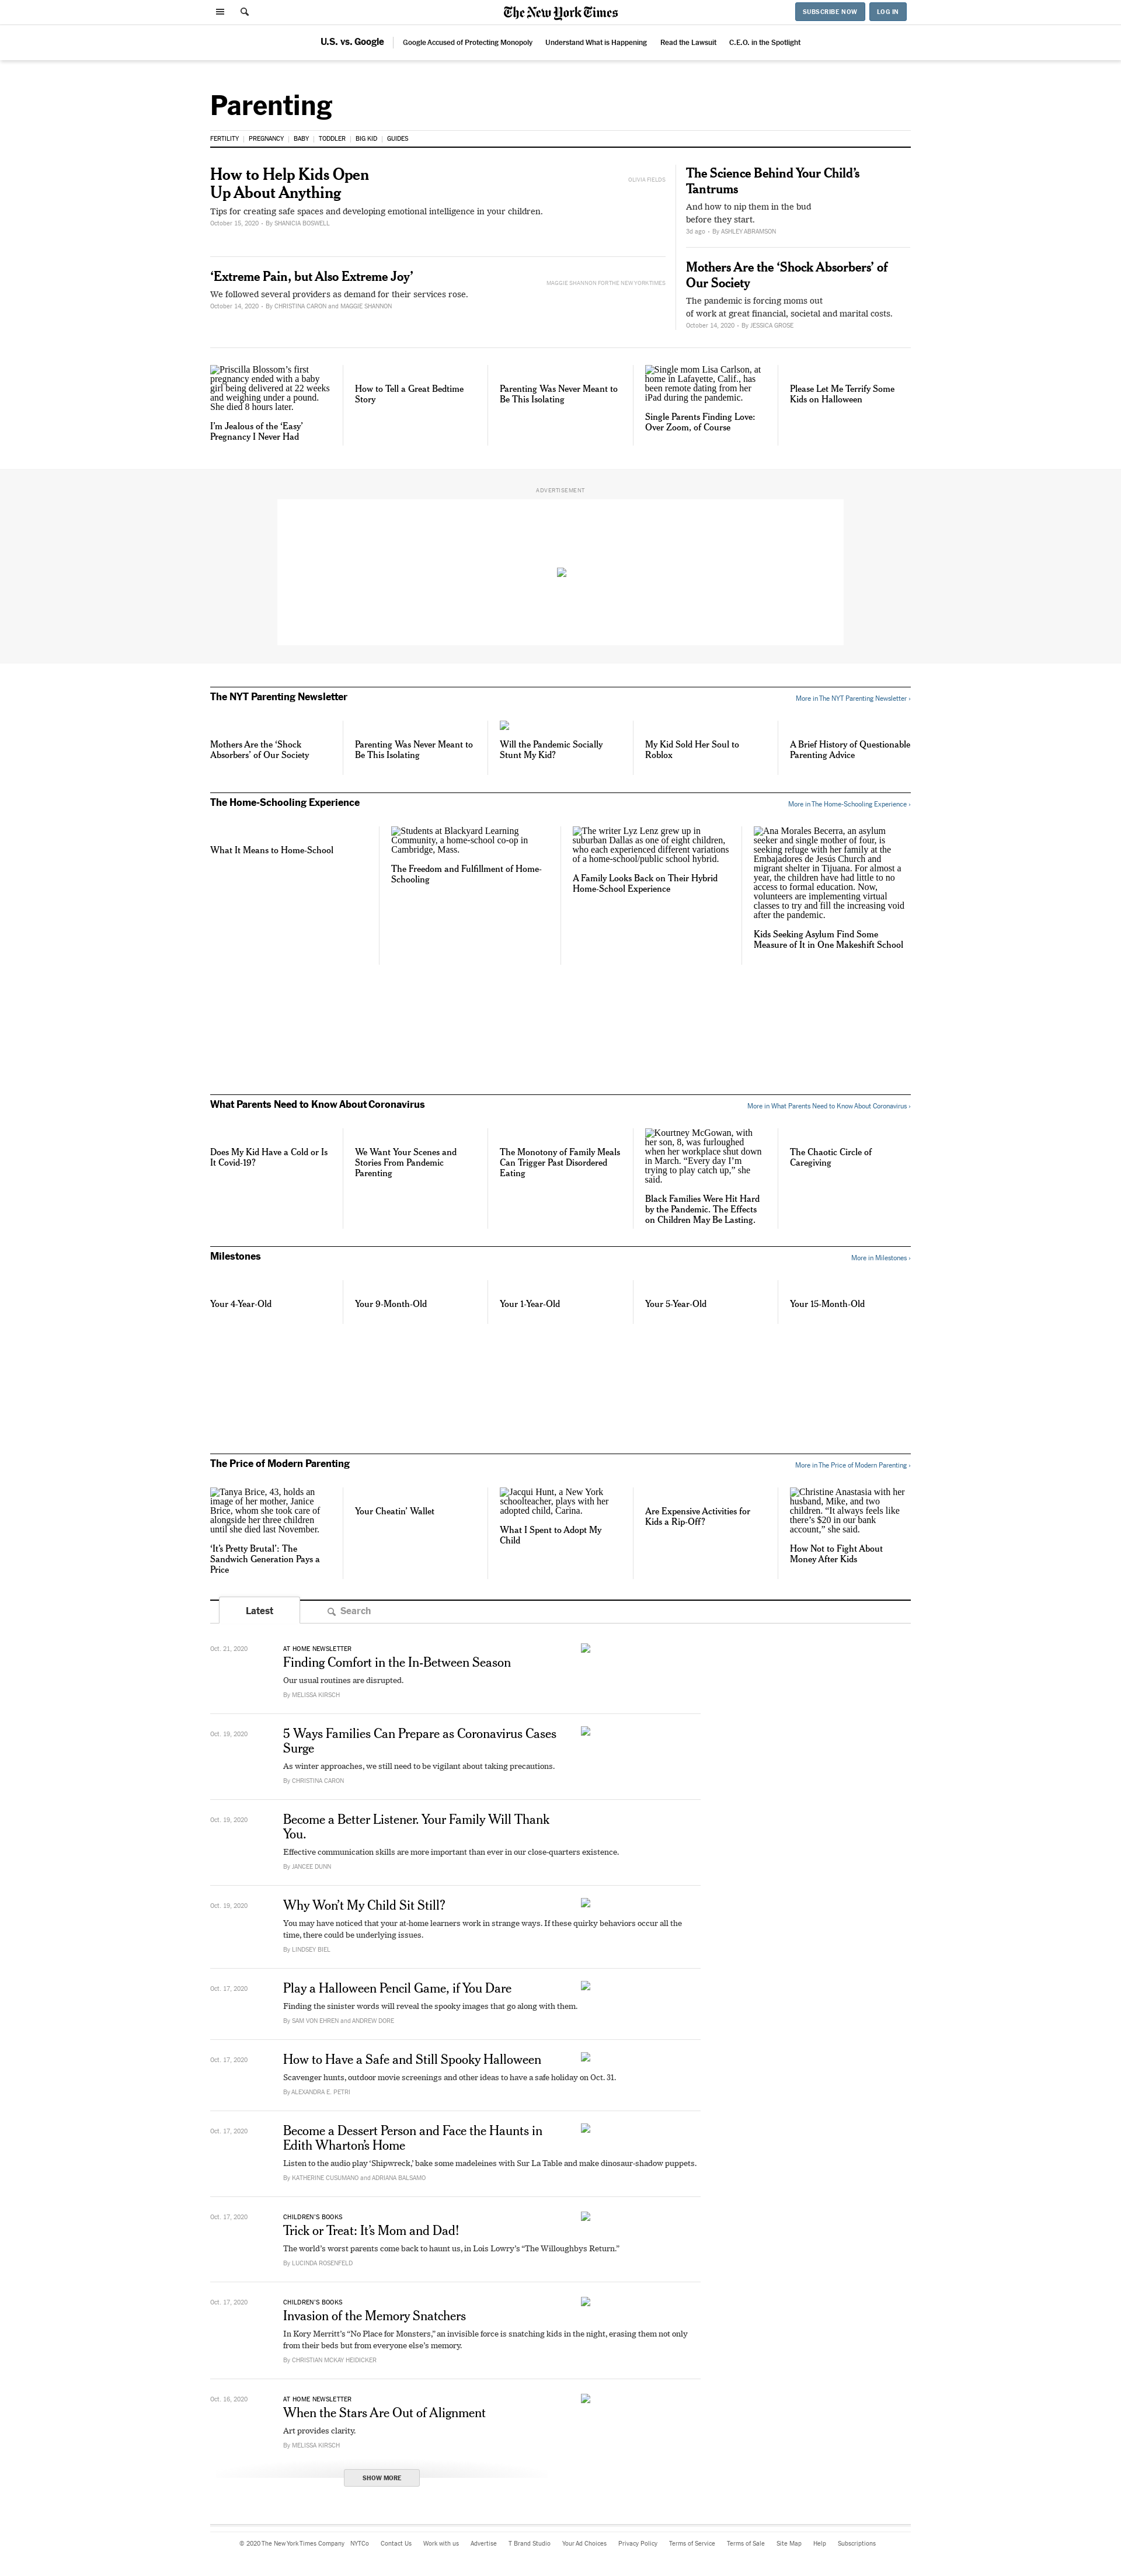 The New York Times
SUBSCRIBE NOW
LOG IN
U.S. vs. Google
Google Accused of Protecting Monopoly
Understand What is Happening
Read the Lawsuit
C.E.O. in the Spotlight
Parenting
FERTILITY
PREGNANCY
BABY
TODDLER
BIG KID
GUIDES
How to Help Kids Open
Up About Anything
Tips for creating safe spaces and developing emotional intelligence in your children.
October 15, 2020 - By SHANICIA BOSWELL
OLIVIA FIELDS
‘Extreme Pain, but Also Extreme Joy’
We followed several providers as demand for their services rose.
October 14, 2020 - By CHRISTINA CARON and MAGGIE SHANNON
MAGGIE SHANNON FOR THE NEW YORK TIMES
The Science Behind Your Child’s
Tantrums
And how to nip them in the bud
before they start.
3d ago - By ASHLEY ABRAMSON
Mothers Are the ‘Shock Absorbers’ of
Our Society
The pandemic is forcing moms out
of work at great financial, societal and marital costs.
October 14, 2020 - By JESSICA GROSE
Priscilla Blossom’s first
pregnancy ended with a baby
girl being delivered at 22 weeks
and weighing under a pound.
She died 8 hours later.
I’m Jealous of the ‘Easy’
Pregnancy I Never Had
How to Tell a Great Bedtime
Story
Parenting Was Never Meant to
Be This Isolating
Single mom Lisa Carlson, at
home in Lafayette, Calif., has
been remote dating from her
iPad during the pandemic.
Single Parents Finding Love:
Over Zoom, of Course
Please Let Me Terrify Some
Kids on Halloween
ADVERTISEMENT
The NYT Parenting Newsletter
More in The NYT Parenting Newsletter ›
Mothers Are the ‘Shock
Absorbers’ of Our Society
Parenting Was Never Meant to
Be This Isolating
Will the Pandemic Socially
Stunt My Kid?
My Kid Sold Her Soul to
Roblox
A Brief History of Questionable
Parenting Advice
The Home-Schooling Experience
More in The Home-Schooling Experience ›
What It Means to Home-School
Students at Blackyard Learning
Community, a home-school co-op in
Cambridge, Mass.
The Freedom and Fulfillment of Home-
Schooling
The writer Lyz Lenz grew up in
suburban Dallas as one of eight children,
who each experienced different variations
of a home-school/public school hybrid.
A Family Looks Back on Their Hybrid
Home-School Experience
Ana Morales Becerra, an asylum
seeker and single mother of four, is
seeking refuge with her family at the
Embajadores de Jesús Church and
migrant shelter in Tijuana. For almost a
year, the children have had little to no
access to formal education. Now,
volunteers are implementing virtual
classes to try and fill the increasing void
after the pandemic.
Kids Seeking Asylum Find Some
Measure of It in One Makeshift School
What Parents Need to Know About Coronavirus
More in What Parents Need to Know About Coronavirus ›
Does My Kid Have a Cold or Is
It Covid-19?
We Want Your Scenes and
Stories From Pandemic
Parenting
The Monotony of Family Meals
Can Trigger Past Disordered
Eating
Kourtney McGowan, with
her son, 8, was furloughed
when her workplace shut down
in March. “Every day I’m
trying to play catch up,” she
said.
Black Families Were Hit Hard
by the Pandemic. The Effects
on Children May Be Lasting.
The Chaotic Circle of
Caregiving
Milestones
More in Milestones ›
Your 4-Year-Old
Your 9-Month-Old
Your 1-Year-Old
Your 5-Year-Old
Your 15-Month-Old
The Price of Modern Parenting
More in The Price of Modern Parenting ›
Tanya Brice, 43, holds an
image of her mother, Janice
Brice, whom she took care of
alongside her three children
until she died last November.
‘It’s Pretty Brutal’: The
Sandwich Generation Pays a
Price
Your Cheatin’ Wallet
Jacqui Hunt, a New York
schoolteacher, plays with her
adopted child, Carina.
What I Spent to Adopt My
Child
Are Expensive Activities for
Kids a Rip-Off?
Christine Anastasia with her
husband, Mike, and two
children. “It always feels like
there’s $20 in our bank
account,” she said.
How Not to Fight About
Money After Kids
Latest
Search
Oct. 21, 2020
AT HOME NEWSLETTER
Finding Comfort in the In-Between Season
Our usual routines are disrupted.
By MELISSA KIRSCH
Oct. 19, 2020
5 Ways Families Can Prepare as Coronavirus Cases
Surge
As winter approaches, we still need to be vigilant about taking precautions.
By CHRISTINA CARON
Oct. 19, 2020
Become a Better Listener. Your Family Will Thank
You.
Effective communication skills are more important than ever in our close-quarters existence.
By JANCEE DUNN
Oct. 19, 2020
Why Won’t My Child Sit Still?
You may have noticed that your at-home learners work in strange ways. If these quirky behaviors occur all the
time, there could be underlying issues.
By LINDSEY BIEL
Oct. 17, 2020
Play a Halloween Pencil Game, if You Dare
Finding the sinister words will reveal the spooky images that go along with them.
By SAM VON EHREN and ANDREW DORE
Oct. 17, 2020
How to Have a Safe and Still Spooky Halloween
Scavenger hunts, outdoor movie screenings and other ideas to have a safe holiday on Oct. 31.
By ALEXANDRA E. PETRI
Oct. 17, 2020
Become a Dessert Person and Face the Haunts in
Edith Wharton’s Home
Listen to the audio play ‘Shipwreck,’ bake some madeleines with Sur La Table and make dinosaur-shadow puppets.
By KATHERINE CUSUMANO and ADRIANA BALSAMO
Oct. 17, 2020
CHILDREN’S BOOKS
Trick or Treat: It’s Mom and Dad!
The world’s worst parents come back to haunt us, in Lois Lowry’s “The Willoughbys Return.”
By LUCINDA ROSENFELD
Oct. 17, 2020
CHILDREN’S BOOKS
Invasion of the Memory Snatchers
In Kory Merritt’s “No Place for Monsters,” an invisible force is snatching kids in the night, erasing them not only
from their beds but from everyone else’s memory.
By CHRISTIAN MCKAY HEIDICKER
Oct. 16, 2020
AT HOME NEWSLETTER
When the Stars Are Out of Alignment
Art provides clarity.
By MELISSA KIRSCH
SHOW MORE
© 2020 The New York Times Company
NYTCo
Contact Us
Work with us
Advertise
T Brand Studio
Your Ad Choices
Privacy Policy
Terms of Service
Terms of Sale
Site Map
Help
Subscriptions